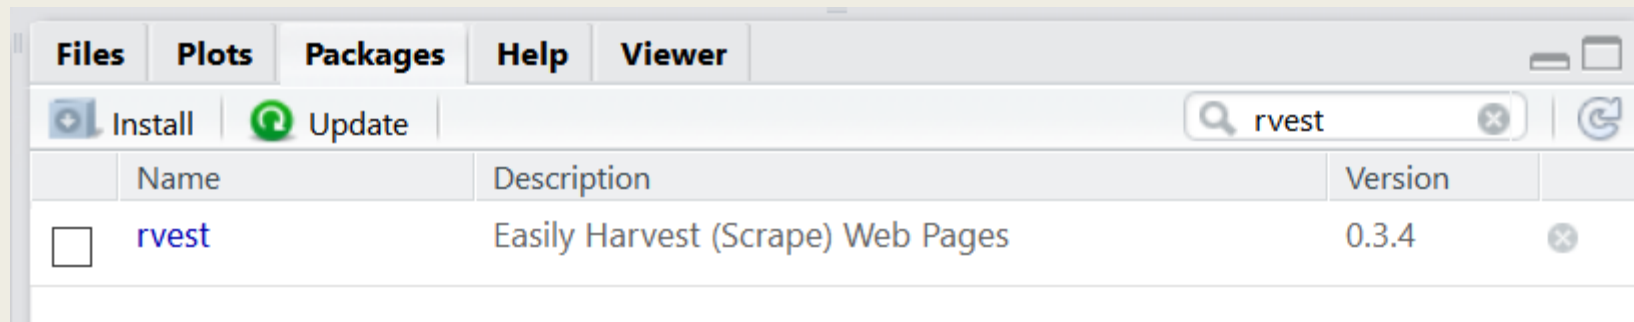 Files Plots Packages Help Viewer
Install Update rvest
Name Description Version
rvest Easily Harvest (Scrape) Web Pages 0.3.4